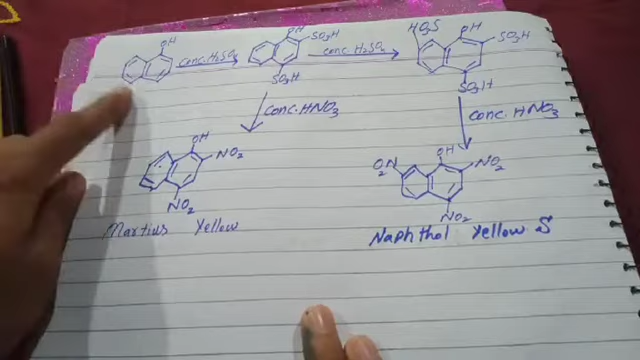 OH
conc. H₂SO₄
OH
SO₃H
SO₃H
conc. H₂SO₄
HO₃S
OH
SO₃H
SO₃H
conc. HNO₃
conc. HNO₃
OH
NO₂
NO₂
O₂N
OH
NO₂
NO₂
Martius Yellow
Naphthol Yellow S